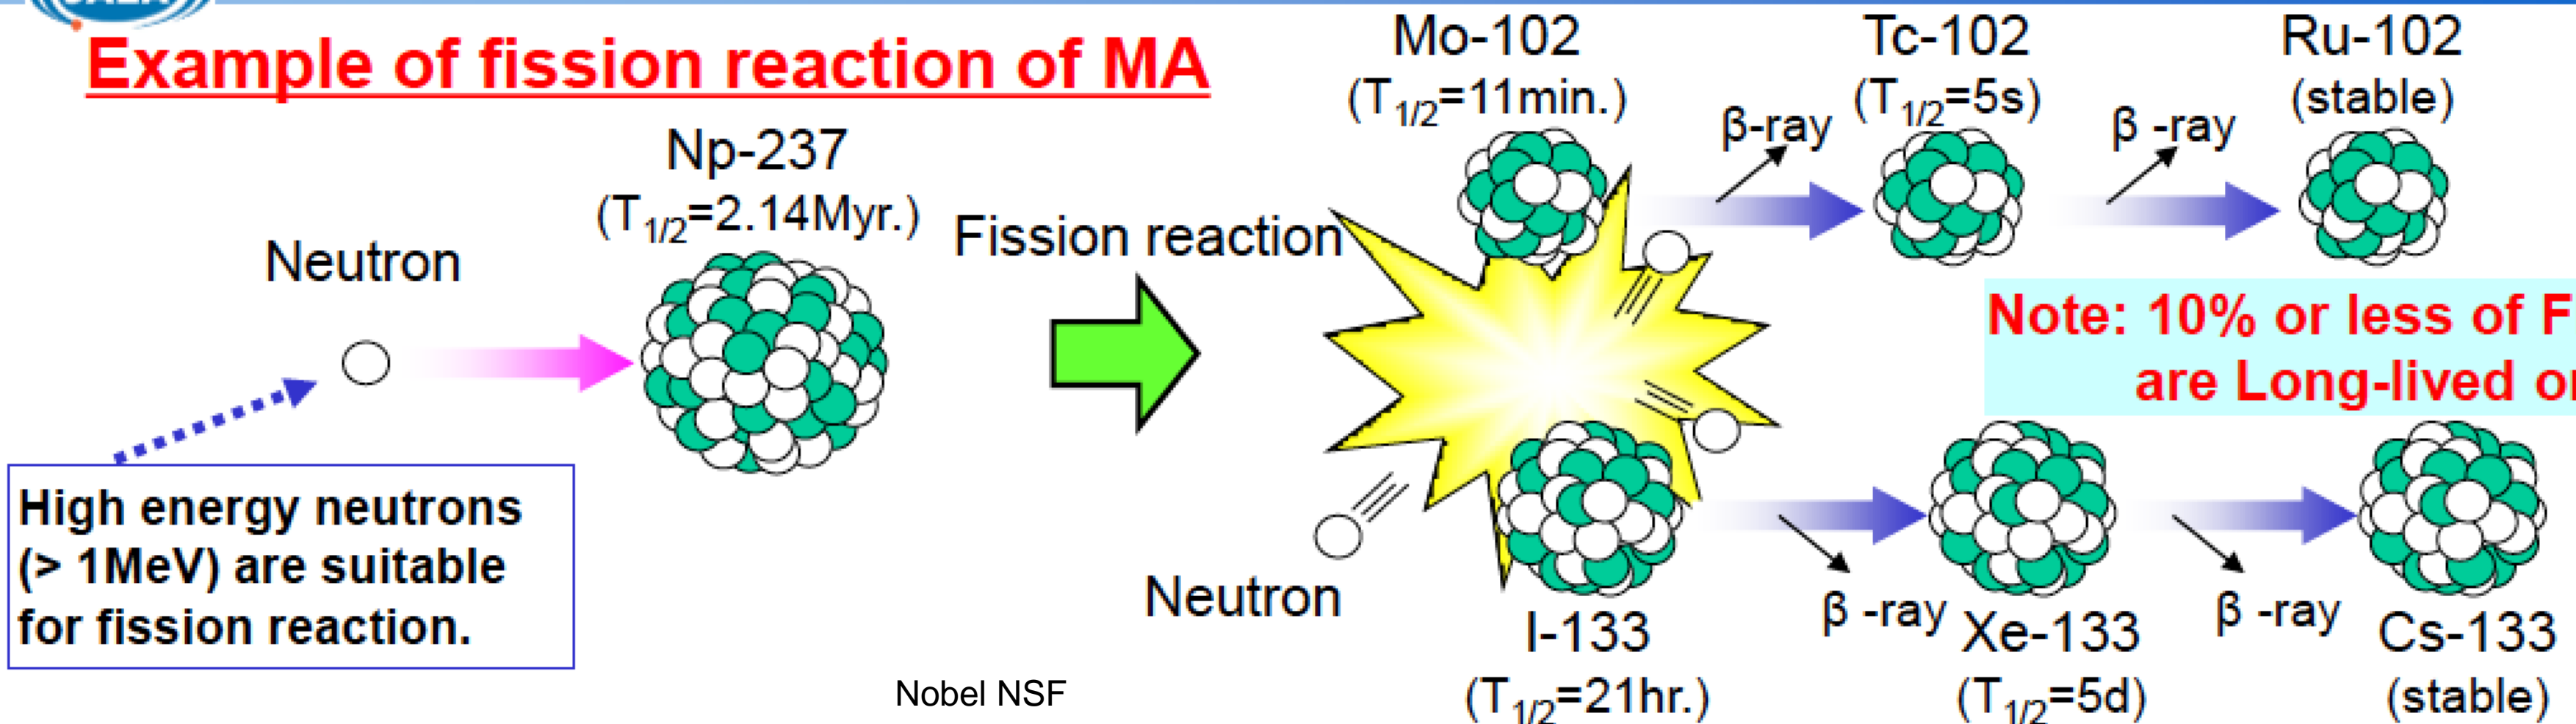 Example of fission reaction of MA
Neutron
Np-237
(T1/2=2.14Myr.)
Fission reaction
High energy neutrons
(> 1MeV) are suitable
for fission reaction.
Mo-102
(T1/2=11min.)
β-ray
Tc-102
(T1/2=5s)
β -ray
Ru-102
(stable)
Note: 10% or less of F
are Long-lived or
Neutron
I-133
(T1/2=21hr.)
β -ray
Xe-133
(T1/2=5d)
β -ray
Cs-133
(stable)
Nobel NSF